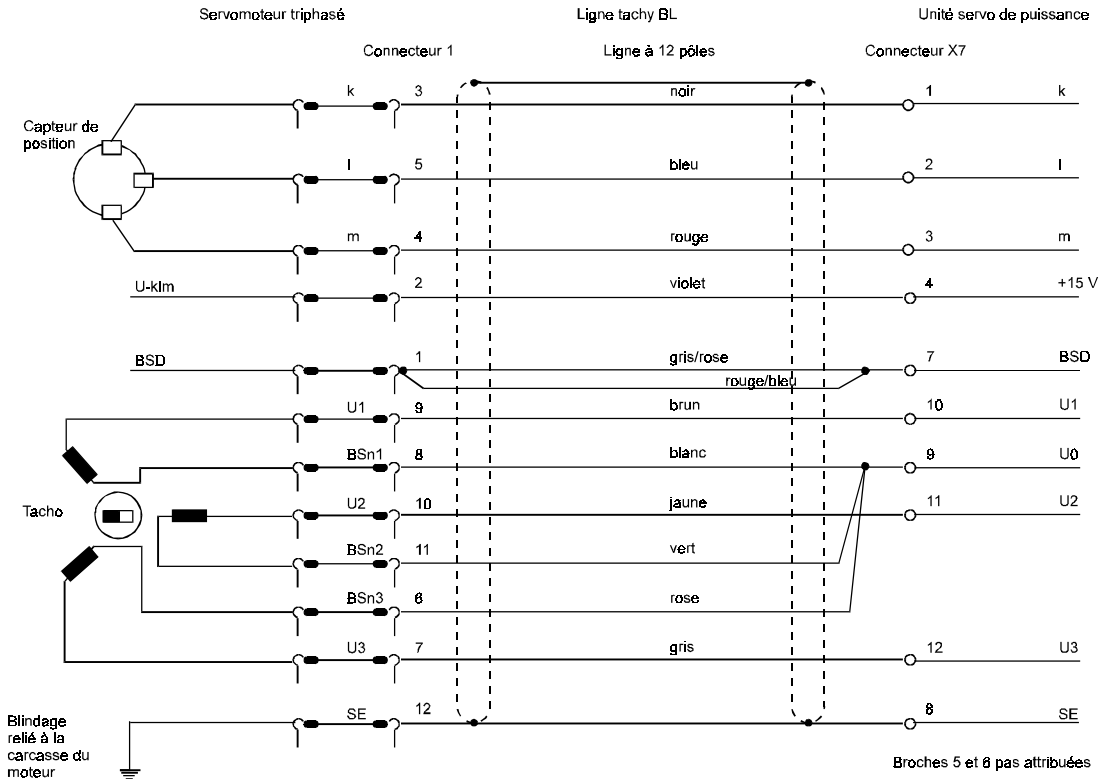 Servomoteur triphasé Ligne tachy BL Unité servo de puissance
Connecteur 1 Ligne à 12 pôles Connecteur X7
k 3 noir 1 k
Capteur de
position
l 5 bleu 2 l
m 4 rouge 3 m
U-klm 2 violet 4 +15 V
BSD 1 gris/rose 7 BSD
rouge/bleu
U1 9 brun 10 U1
BSn1 8 blanc 9 U0
Tacho U2 10 jaune 11 U2
BSn2 11 vert
BSn3 6 rose
U3 7 gris 12 U3
SE 12 8 SE
Blindage
relié à la
carcasse du
moteur
Broches 5 et 6 pas attribuées